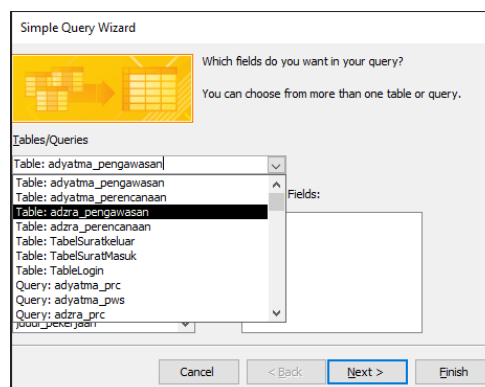 Simple Query Wizard
Which fields do you want in your query?
You can choose from more than one table or query.
Tables/Queries
Table: adyatma_pengawasan
Table: adyatma_pengawasan
Table: adyatma_perencanaan
Fields:
Table: adzra_pengawasan
Table: adzra_perencanaan
Table: TabelSuratkeluar
Table: TabelSuratMasuk
Table: TableLogin
Query: adyatma_prc
Query: adyatma_pws
Query: adzra_prc
judul_pekerjaan
Cancel
< Back
Next >
Finish